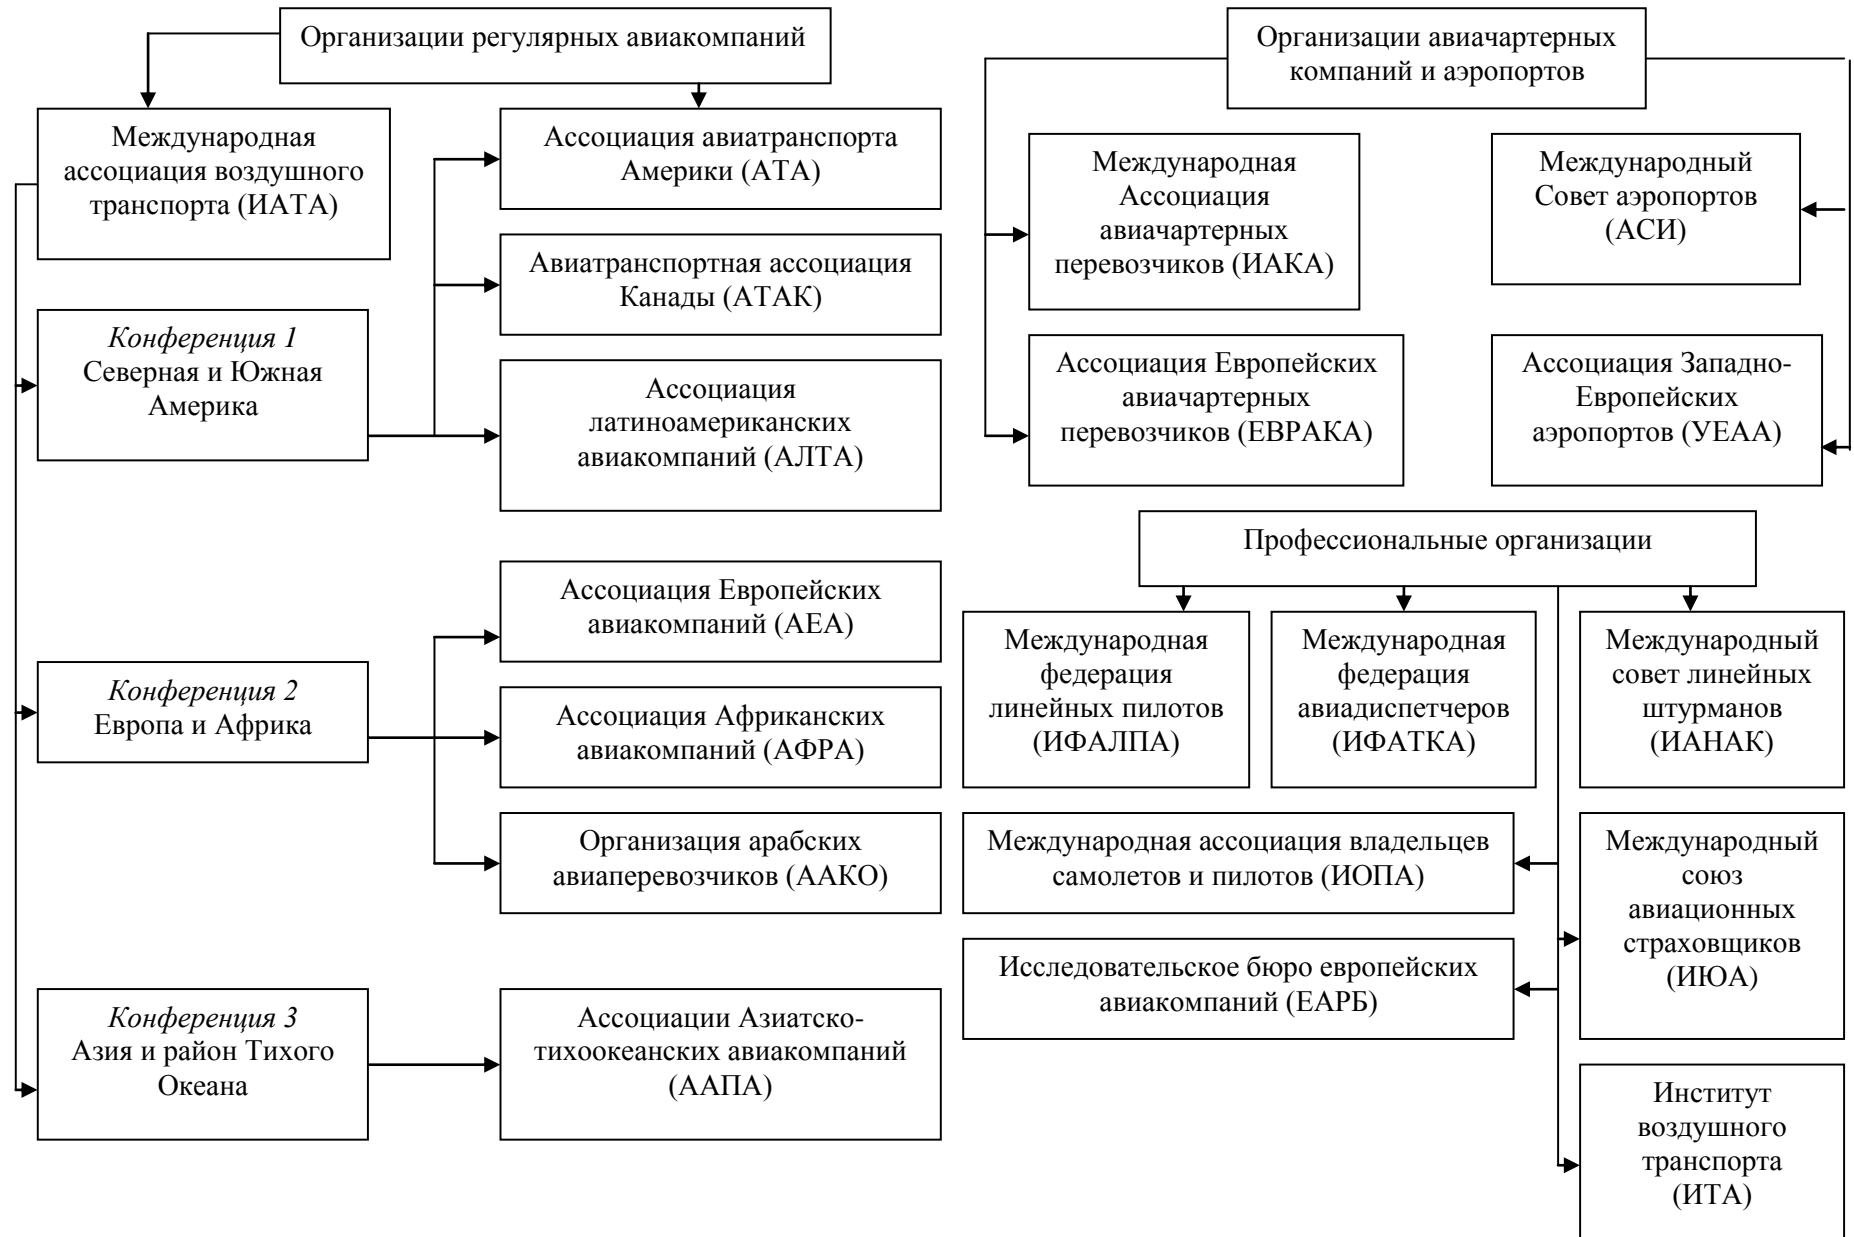 Организации регулярных авиакомпаний
Международная
ассоциация воздушного
транспорта (ИАТА)
Ассоциация авиатранспорта
Америки (АТА)
Авиатранспортная ассоциация
Канады (АТАК)
Конференция 1
Северная и Южная
Америка
Ассоциация
латиноамериканских
авиакомпаний (АЛТА)
Ассоциация Европейских
авиакомпаний (АЕА)
Конференция 2
Европа и Африка
Ассоциация Африканских
авиакомпаний (АФРА)
Организация арабских
авиаперевозчиков (ААКО)
Конференция 3
Азия и район Тихого
Океана
Ассоциации Азиатско-
тихоокеанских авиакомпаний
(ААПА)
Организации авиачартерных
компаний и аэропортов
Международная
Ассоциация
авиачартерных
перевозчиков (ИАКА)
Международный
Совет аэропортов
(АСИ)
Ассоциация Европейских
авиачартерных
перевозчиков (ЕВРАКА)
Ассоциация Западно-
Европейских
аэропортов (УЕАА)
Профессиональные организации
Международная
федерация
линейных пилотов
(ИФАЛПА)
Международная
федерация
авиадиспетчеров
(ИФАТКА)
Международный
совет линейных
штурманов
(ИАНАК)
Международная ассоциация владельцев
самолетов и пилотов (ИОПА)
Международный
союз
авиационных
страховщиков
(ИЮА)
Исследовательское бюро европейских
авиакомпаний (ЕАРБ)
Институт
воздушного
транспорта
(ИТА)